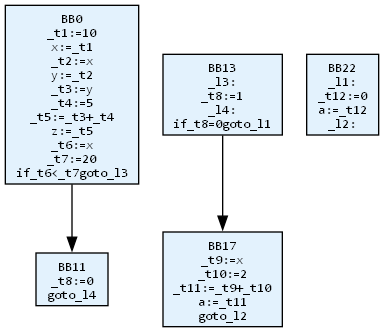 BB0
_t1:=10
x:=_t1
_t2:=x
y:=_t2
_t3:=y
_t4:=5
_t5:=_t3+_t4
z:=_t5
_t6:=x
_t7:=20
if_t6<_t7goto_l3
BB13
_l3:
_t8:=1
_l4:
if_t8=0goto_l1
BB22
_l1:
_t12:=0
a:=_t12
_l2:
BB11
_t8:=0
goto_l4
BB17
_t9:=x
_t10:=2
_t11:=_t9+_t10
a:=_t11
goto_l2